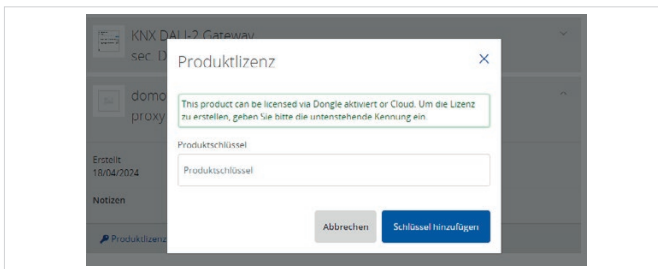 KNX DALI-2 Gateway
sec. D
domo
proxy
Produktlizenz
This product can be licensed via Dongle aktiviert or Cloud. Um die Lizenz
zu erstellen, geben Sie bitte die untenstehende Kennung ein.
Produktschlüssel
Produktschlüssel
Erstellt
18/04/2024
Notizen
Abbrechen
Schlüssel hinzufügen
Produktlizenz